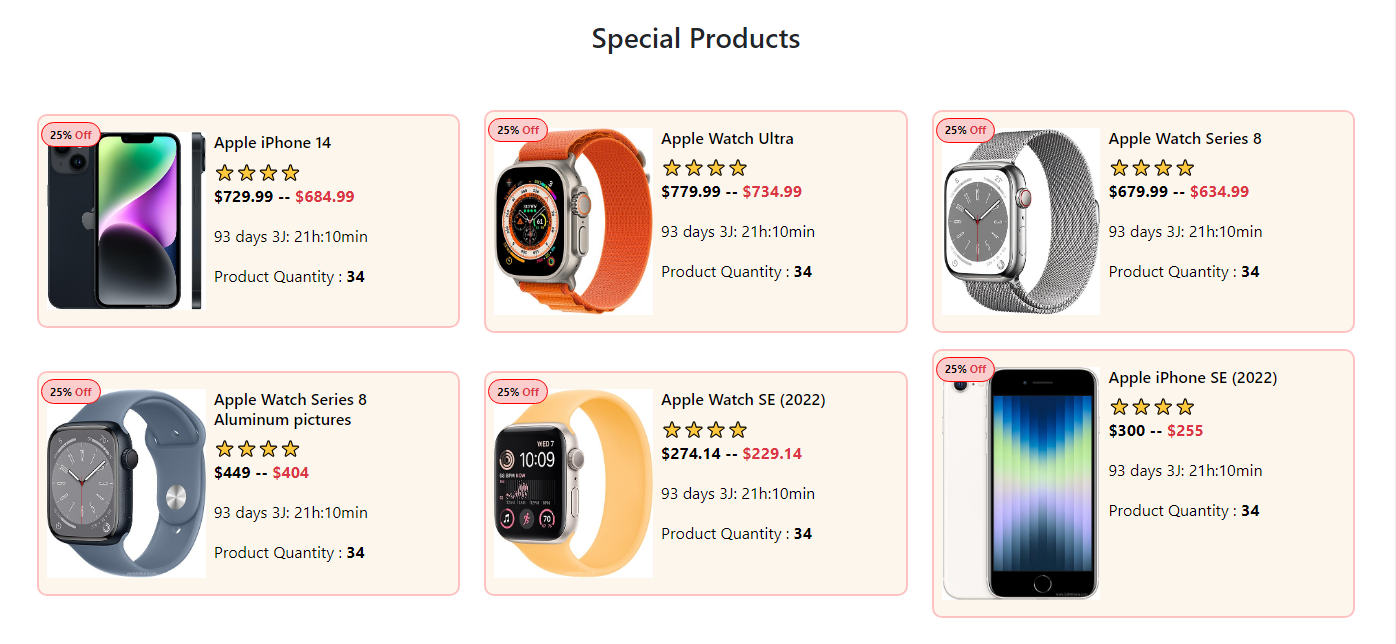 Special Products
25% Off
Apple iPhone 14
$729.99 -- $684.99
93 days 3J: 21h:10min
Product Quantity : 34
25% Off
Apple Watch Ultra
$779.99 -- $734.99
93 days 3J: 21h:10min
Product Quantity : 34
25% Off
Apple Watch Series 8
$679.99 -- $634.99
93 days 3J: 21h:10min
Product Quantity : 34
25% Off
Apple Watch Series 8
Aluminum pictures
$449 -- $404
93 days 3J: 21h:10min
Product Quantity : 34
25% Off
Apple Watch SE (2022)
$274.14 -- $229.14
93 days 3J: 21h:10min
Product Quantity : 34
WED 7
10:09
70
25% Off
Apple iPhone SE (2022)
$300 -- $255
93 days 3J: 21h:10min
Product Quantity : 34